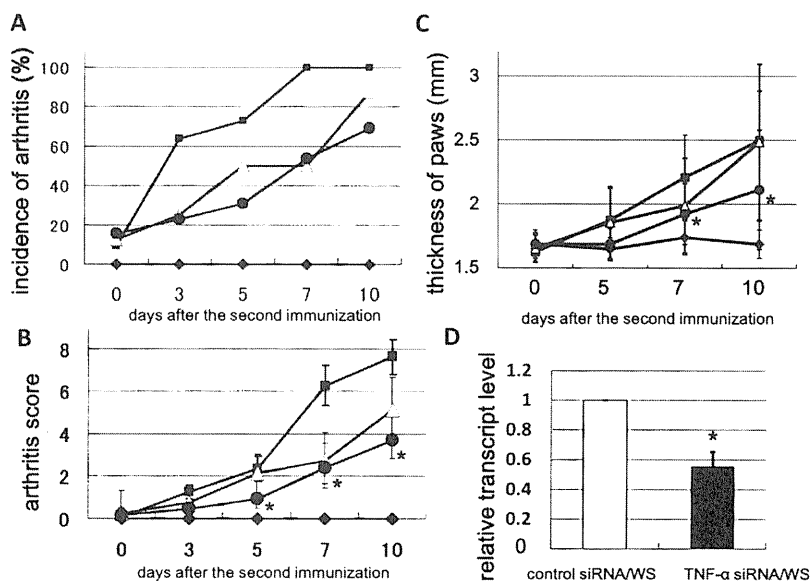 A
incidence of arthritis (%)
100
80
60
40
20
0
0 3 5 7 10
days after the second immunization
C
thickness of paws (mm)
3
2.5
2
1.5
* *
0 5 7 10
days after the second immunization
B
arthritis score
8
6
4
2
0
* * *
0 3 5 7 10
days after the second immunization
D
relative transcript level
1.2
1
0.8
0.6
0.4
0.2
0
*
control siRNA/WS TNF-α siRNA/WS